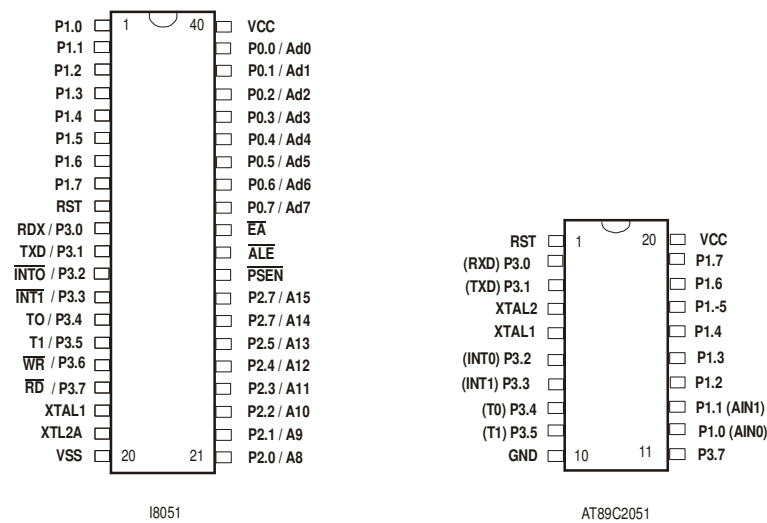 P1.0 1 40 VCC
P1.1 P0.0 / Ad0
P1.2 P0.1 / Ad1
P1.3 P0.2 / Ad2
P1.4 P0.3 / Ad3
P1.5 P0.4 / Ad4
P1.6 P0.5 / Ad5
P1.7 P0.6 / Ad6
RST P0.7 / Ad7
RDX / P3.0 EA
TXD / P3.1 ALE
INTO / P3.2 PSEN
INT1 / P3.3 P2.7 / A15
TO / P3.4 P2.7 / A14
T1 / P3.5 P2.5 / A13
WR / P3.6 P2.4 / A12
RD / P3.7 P2.3 / A11
XTAL1 P2.2 / A10
XTL2A P2.1 / A9
VSS 20 21 P2.0 / A8
I8051
RST 1 20 VCC
(RXD) P3.0 P1.7
(TXD) P3.1 P1.6
XTAL2 P1.-5
XTAL1 P1.4
(INT0) P3.2 P1.3
(INT1) P3.3 P1.2
(T0) P3.4 P1.1 (AIN1)
(T1) P3.5 P1.0 (AIN0)
GND 10 11 P3.7
AT89C2051